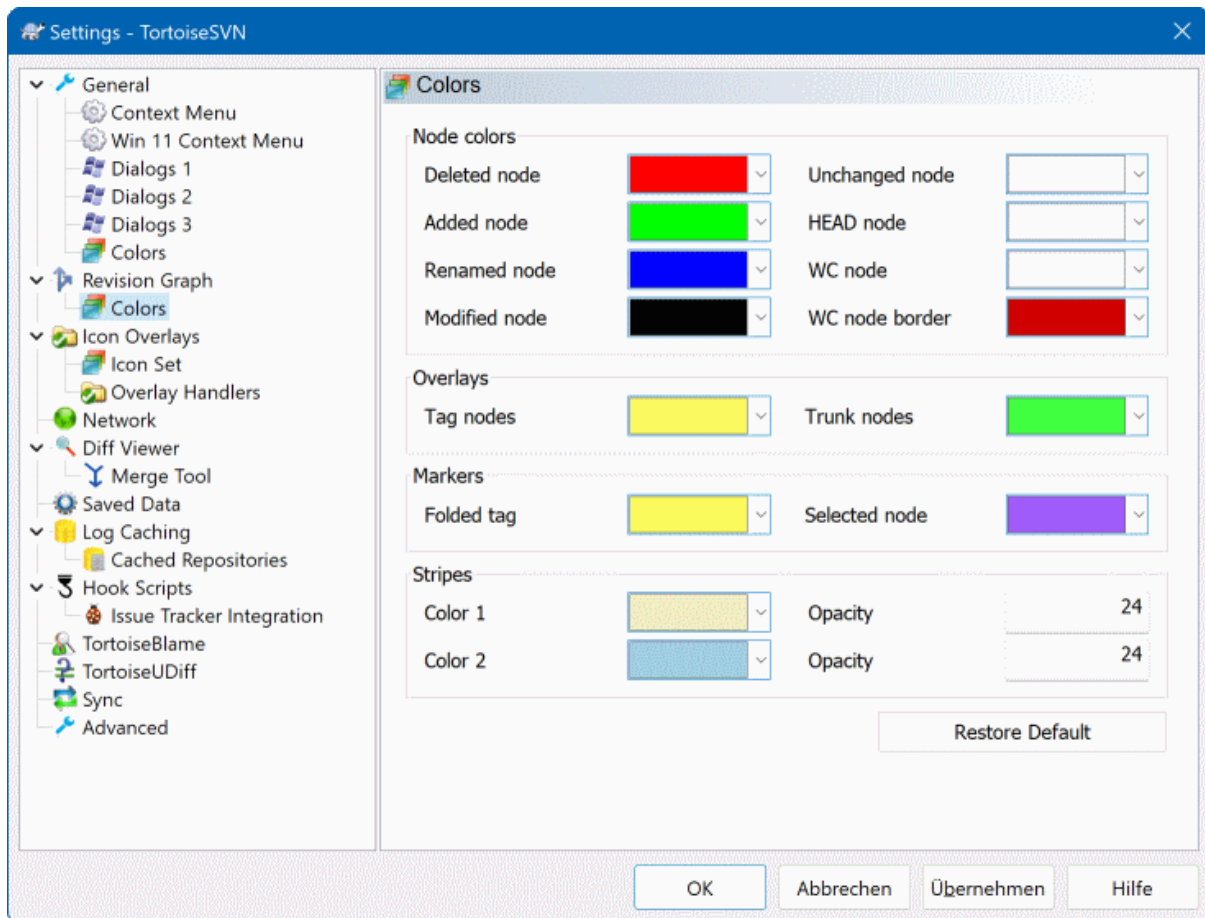 Settings - TortoiseSVN
General
Context Menu
Win 11 Context Menu
Dialogs 1
Dialogs 2
Dialogs 3
Colors
Revision Graph
Colors
Icon Overlays
Icon Set
Overlay Handlers
Network
Diff Viewer
Merge Tool
Saved Data
Log Caching
Cached Repositories
Hook Scripts
Issue Tracker Integration
TortoiseBlame
TortoiseUDiff
Sync
Advanced
Colors
Node colors
Deleted node
Unchanged node
Added node
HEAD node
Renamed node
WC node
Modified node
WC node border
Overlays
Tag nodes
Trunk nodes
Markers
Folded tag
Selected node
Stripes
Color 1
Opacity
24
Color 2
Opacity
24
Restore Default
OK
Abbrechen
Übernehmen
Hilfe